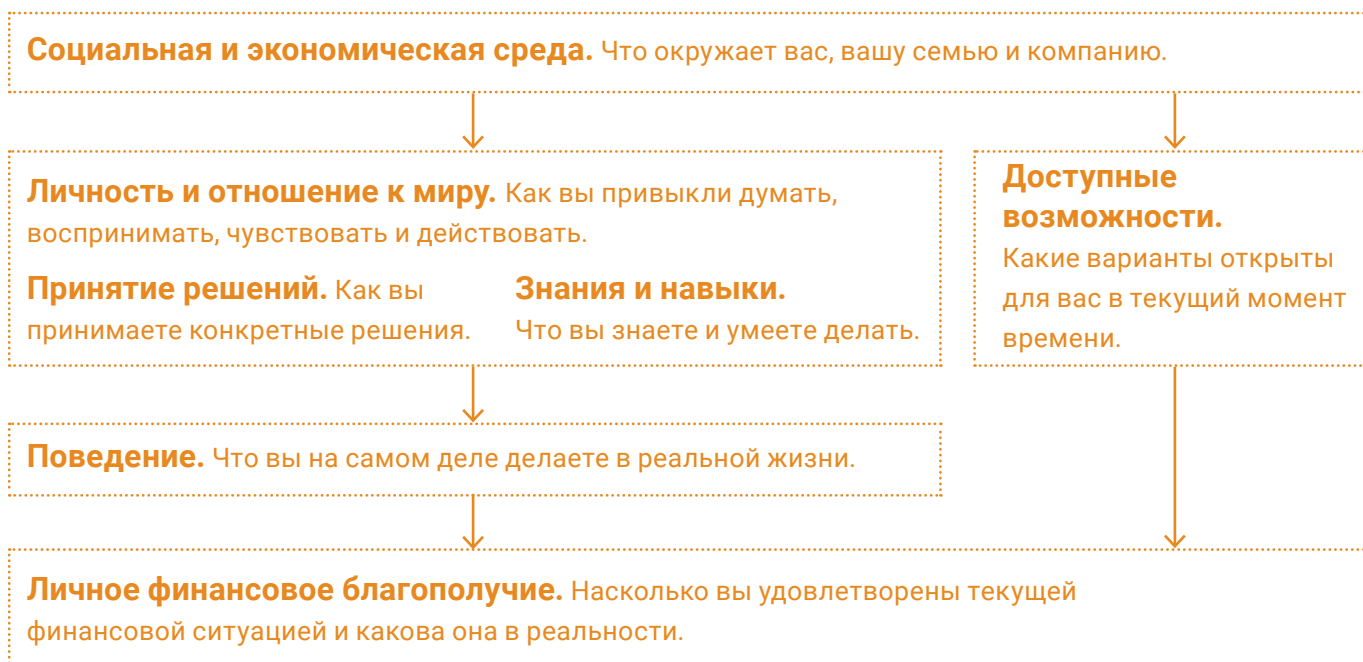 Социальная и экономическая среда. Что окружает вас, вашу семью и компанию.
Личность и отношение к миру. Как вы привыкли думать,
воспринимать, чувствовать и действовать.
Принятие решений. Как вы
принимаете конкретные решения.
Знания и навыки.
Что вы знаете и умеете делать.
Доступные
возможности.
Какие варианты открыты
для вас в текущий момент
времени.
Поведение. Что вы на самом деле делаете в реальной жизни.
Личное финансовое благополучие. Насколько вы удовлетворены текущей
финансовой ситуацией и какова она в реальности.